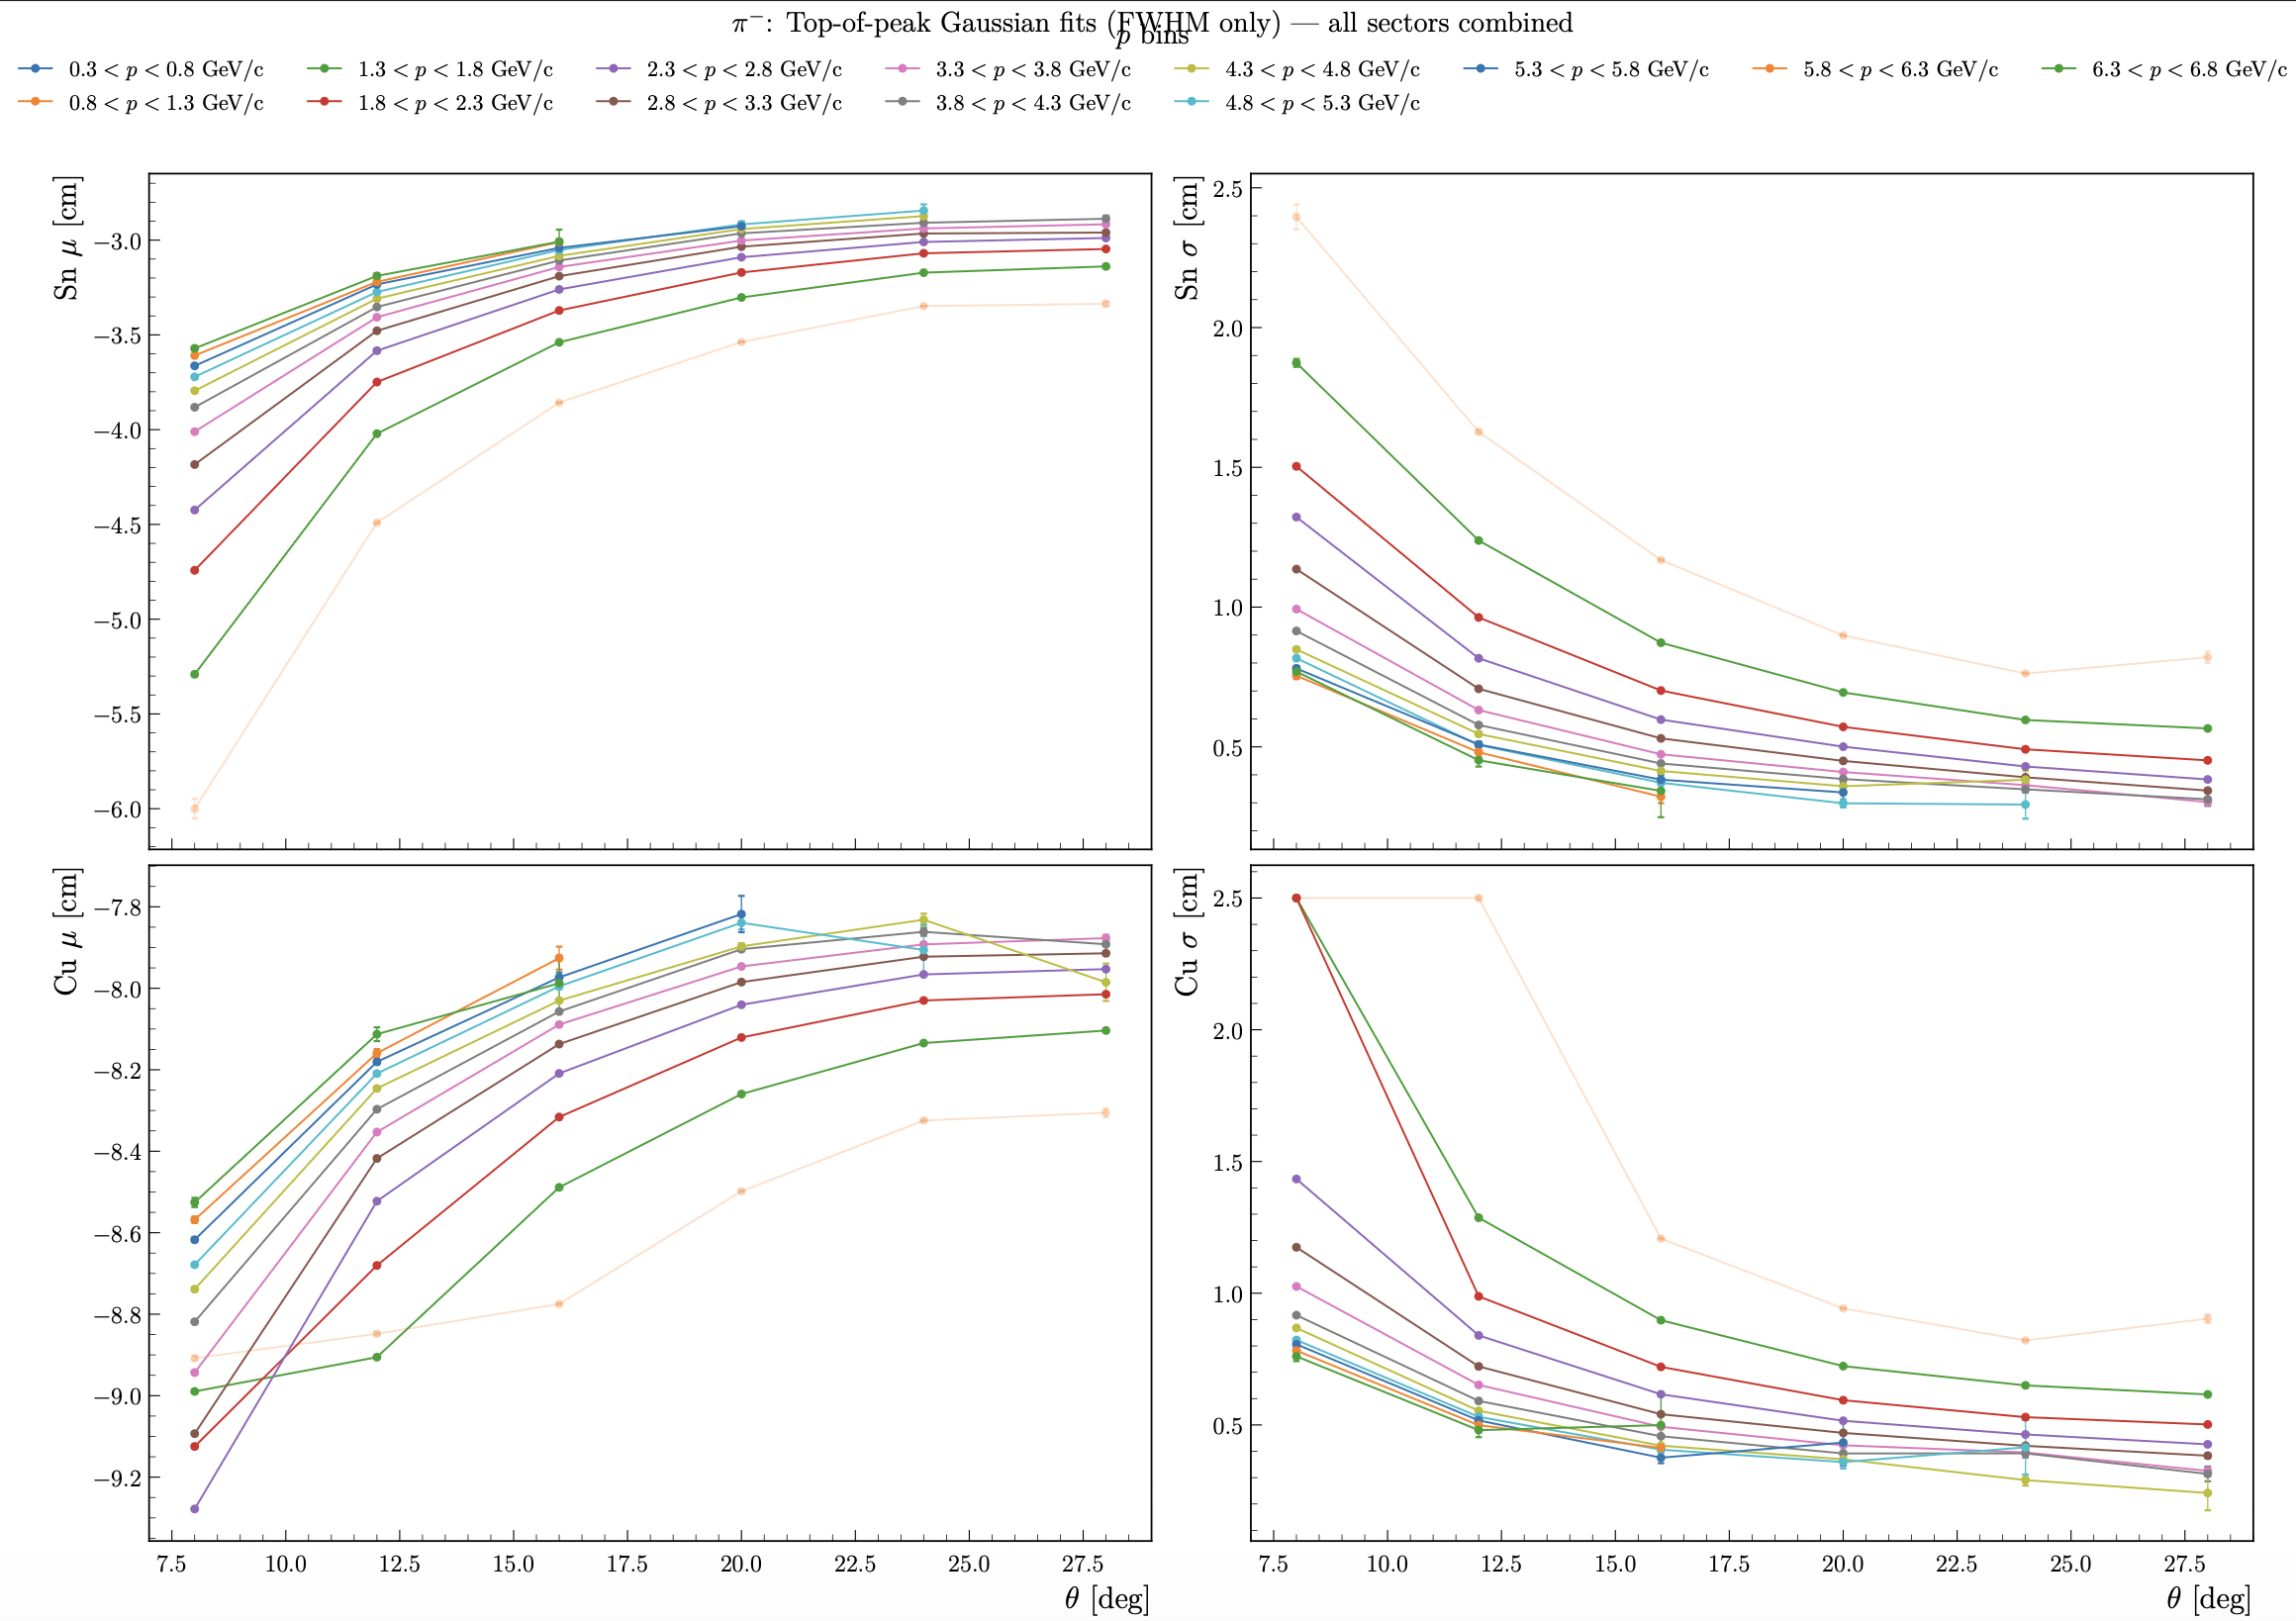 π⁻: Top-of-peak Gaussian fits (FWHM only) — all sectors combined
p bins
0.3 < p < 0.8 GeV/c 1.3 < p < 1.8 GeV/c 2.3 < p < 2.8 GeV/c 3.3 < p < 3.8 GeV/c 4.3 < p < 4.8 GeV/c 5.3 < p < 5.8 GeV/c 5.8 < p < 6.3 GeV/c 6.3 < p < 6.8 GeV/c
0.8 < p < 1.3 GeV/c 1.8 < p < 2.3 GeV/c 2.8 < p < 3.3 GeV/c 3.8 < p < 4.3 GeV/c 4.8 < p < 5.3 GeV/c
Sn μ [cm]
−3.0
−3.5
−4.0
−4.5
−5.0
−5.5
−6.0
Sn σ [cm]
2.5
2.0
1.5
1.0
0.5
Cu μ [cm]
−7.8
−8.0
−8.2
−8.4
−8.6
−8.8
−9.0
−9.2
7.5 10.0 12.5 15.0 17.5 20.0 22.5 25.0 27.5
θ [deg]
Cu σ [cm]
2.5
2.0
1.5
1.0
0.5
7.5 10.0 12.5 15.0 17.5 20.0 22.5 25.0 27.5
θ [deg]